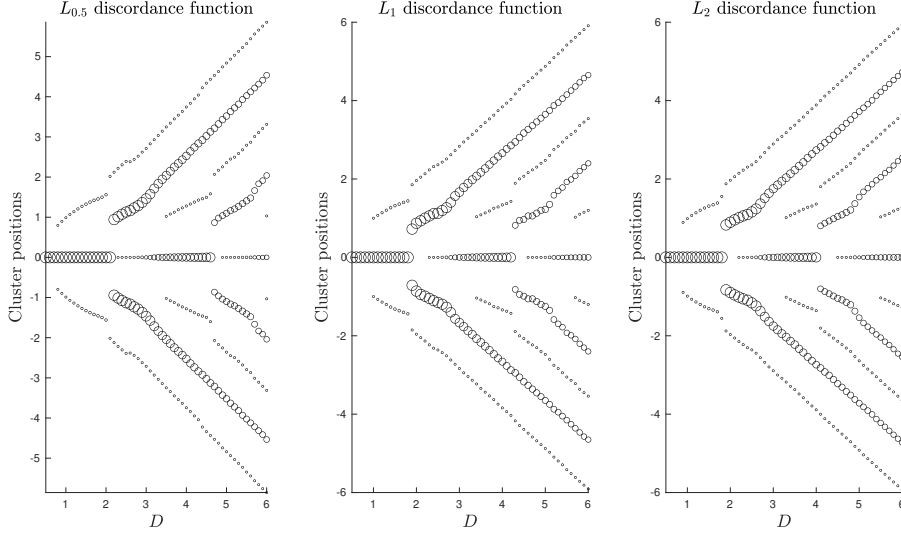 L0.5 discordance function
L1 discordance function
L2 discordance function
Cluster positions
5
4
3
2
1
0
-1
-2
-3
-4
-5
1 2 3 4 5 6
D
Cluster positions
6
4
2
0
-2
-4
-6
1 2 3 4 5 6
D
Cluster positions
6
4
2
0
-2
-4
-6
1 2 3 4 5 6
D